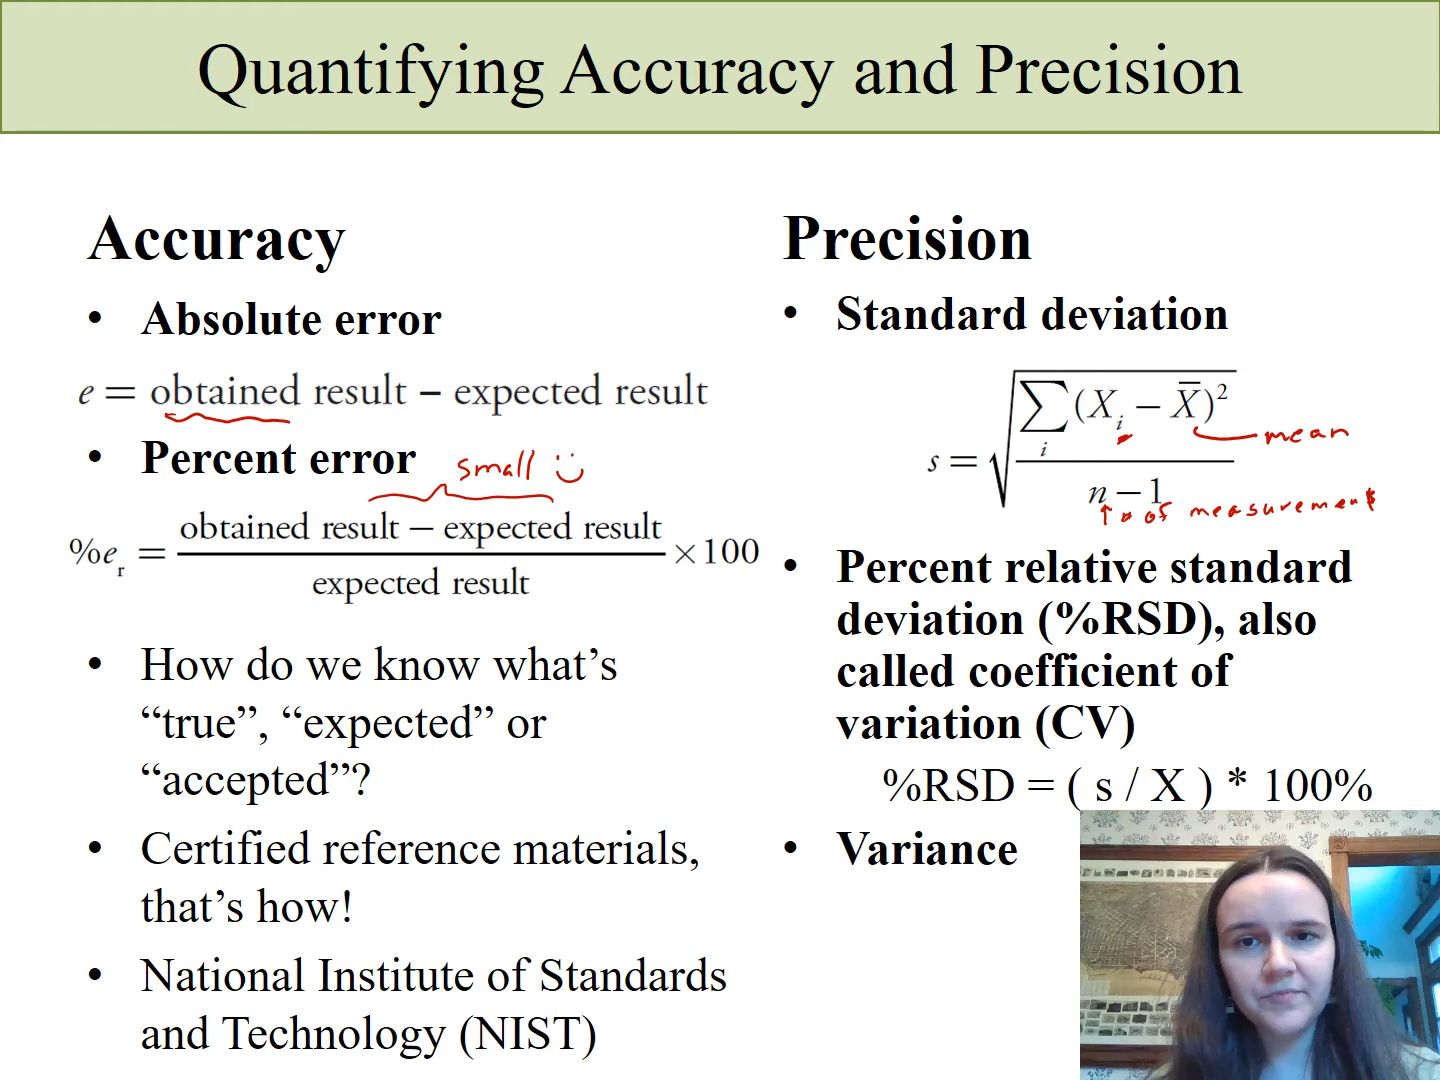 Quantifying Accuracy and Precision
Accuracy
• Absolute error
e = obtained result − expected result
• Percent error
small
%e_r = (obtained result − expected result) / (expected result) ×100
• How do we know what’s
“true”, “expected” or
“accepted”?
• Certified reference materials,
that’s how!
• National Institute of Standards
and Technology (NIST)
Precision
• Standard deviation
s = √( ∑_i (X_i − X̅)² / (n − 1) )
mean
of measurements
• Percent relative standard
deviation (%RSD), also
called coefficient of
variation (CV)
%RSD = ( s / X ) * 100%
• Variance